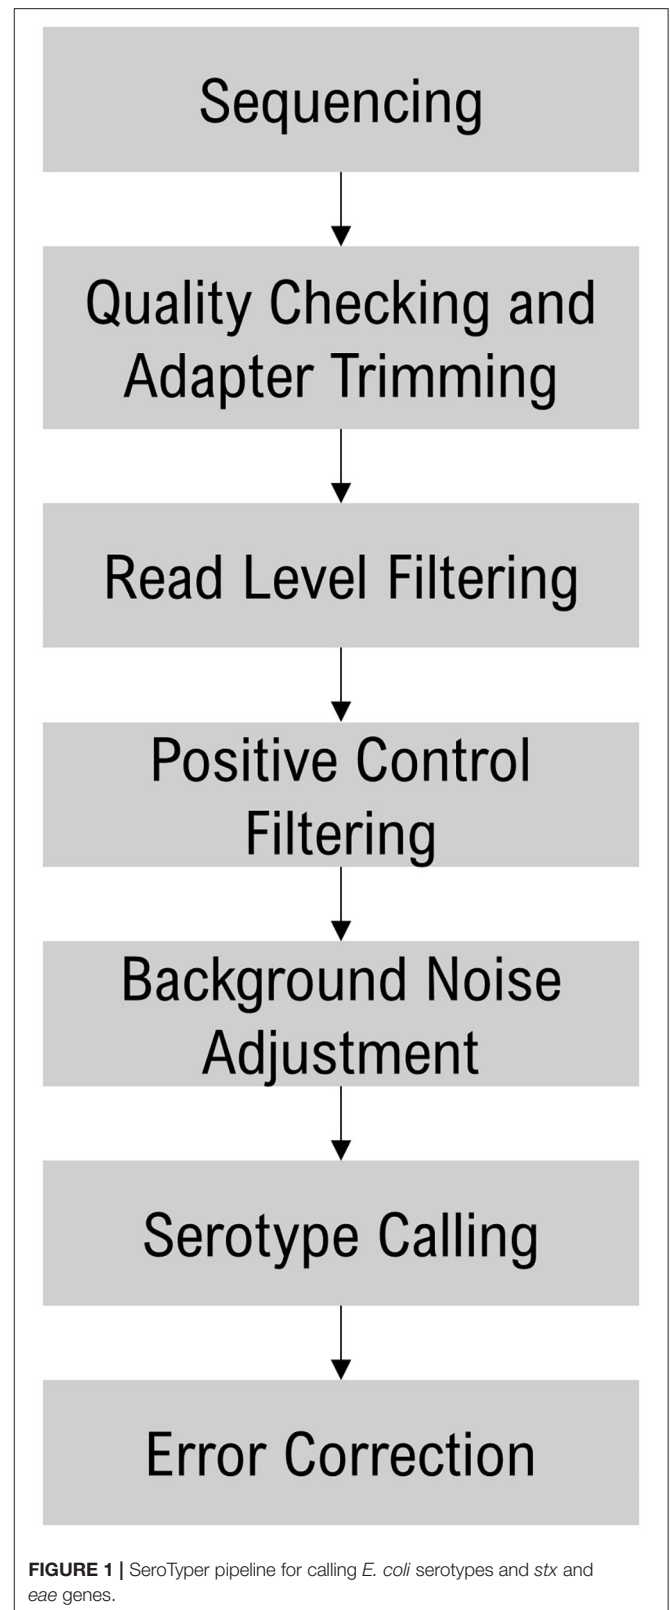 Sequencing
Quality Checking and
Adapter Trimming
Read Level Filtering
Positive Control
Filtering
Background Noise
Adjustment
Serotype Calling
Error Correction
FIGURE 1 | SeroTyper pipeline for calling E. coli serotypes and stx and
eae genes.